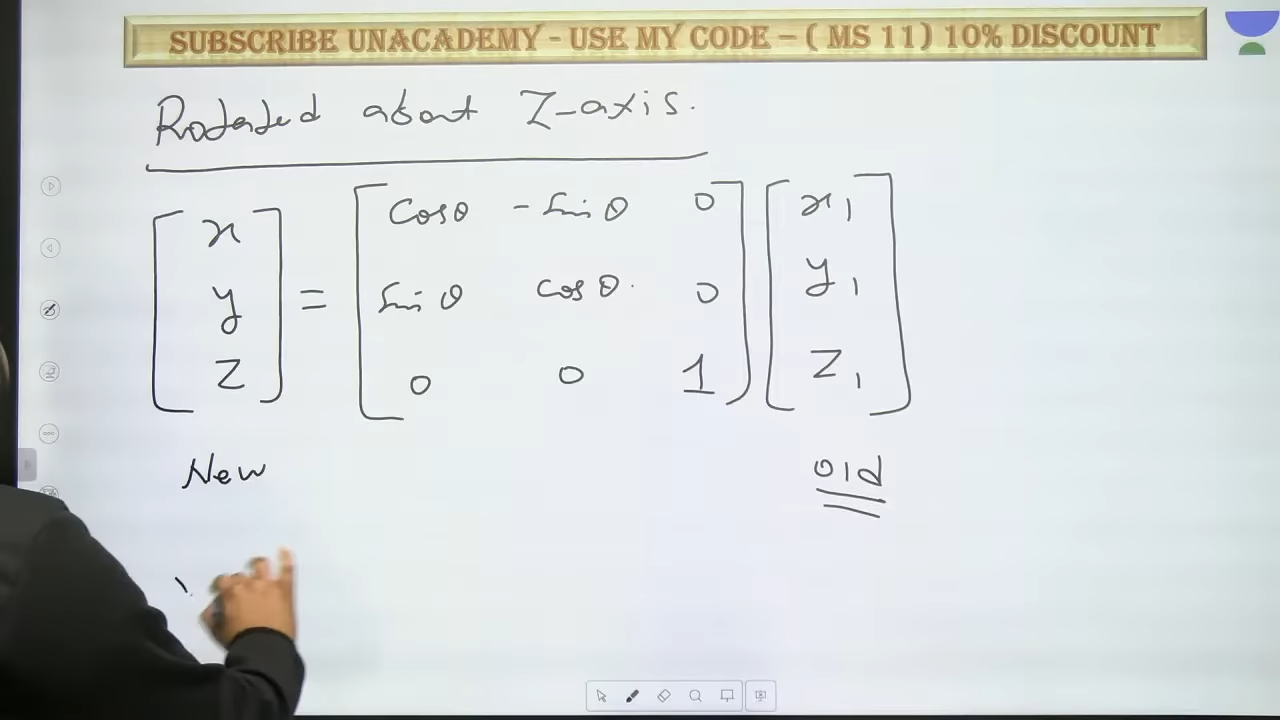 SUBSCRIBE UNACADEMY - USE MY CODE – ( MS 11) 10% DISCOUNT
Rotated about Z-axis.
[x y z] = [cosθ -sinθ 0
sinθ cosθ. 0
0 0 1] [x1 y1 z1]
New old